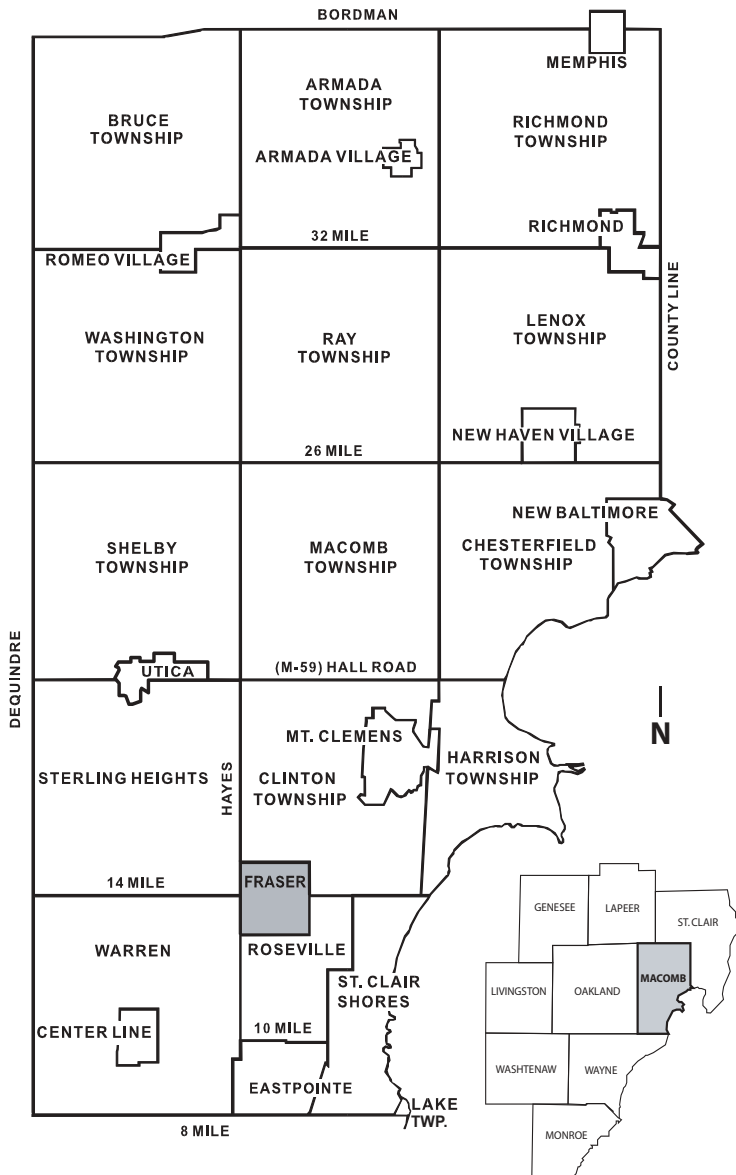 BORDMAN
MEMPHIS
ARMADA
TOWNSHIP
BRUCE
TOWNSHIP
RICHMOND
TOWNSHIP
ARMADA VILLAGE
RICHMOND
32 MILE
ROMEO VILLAGE
COUNTY LINE
WASHINGTON
TOWNSHIP
RAY
TOWNSHIP
LENOX
TOWNSHIP
NEW HAVEN VILLAGE
26 MILE
NEW BALTIMORE
SHELBY
TOWNSHIP
MACOMB
TOWNSHIP
CHESTERFIELD
TOWNSHIP
DEQUINDRE
UTICA
(M-59) HALL ROAD
N
MT. CLEMENS
STERLING HEIGHTS
HAYES
CLINTON
TOWNSHIP
HARRISON
TOWNSHIP
14 MILE
FRASER
WARREN
ROSEVILLE
ST. CLAIR
SHORES
CENTER LINE
10 MILE
EASTPOINTE
LAKE
TWP.
8 MILE
GENESEE
LAPEER
ST. CLAIR
MACOMB
LIVINGSTON
OAKLAND
WASHTENAW
WAYNE
MONROE